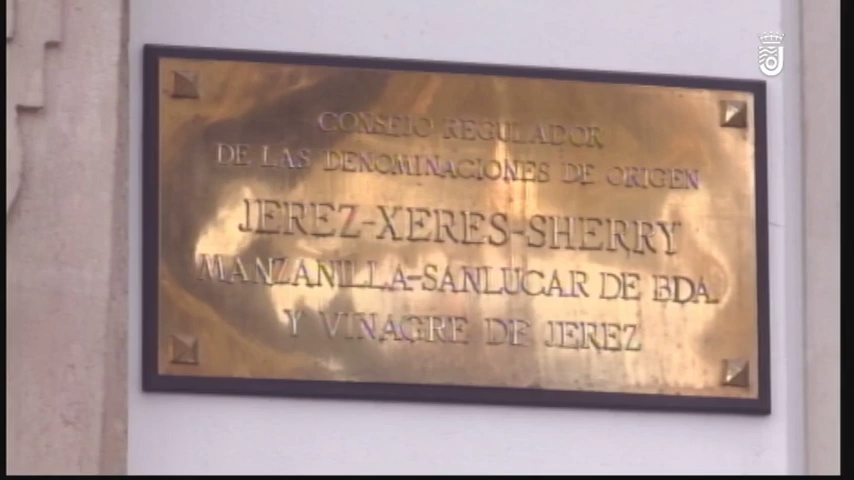 CONSEJO REGULADOR
DE LAS DENOMINACIONES DE ORIGEN
JEREZ-XERES-SHERRY
MANZANILLA-SANLUCAR DE BDA.
Y VINAGRE DE JEREZ